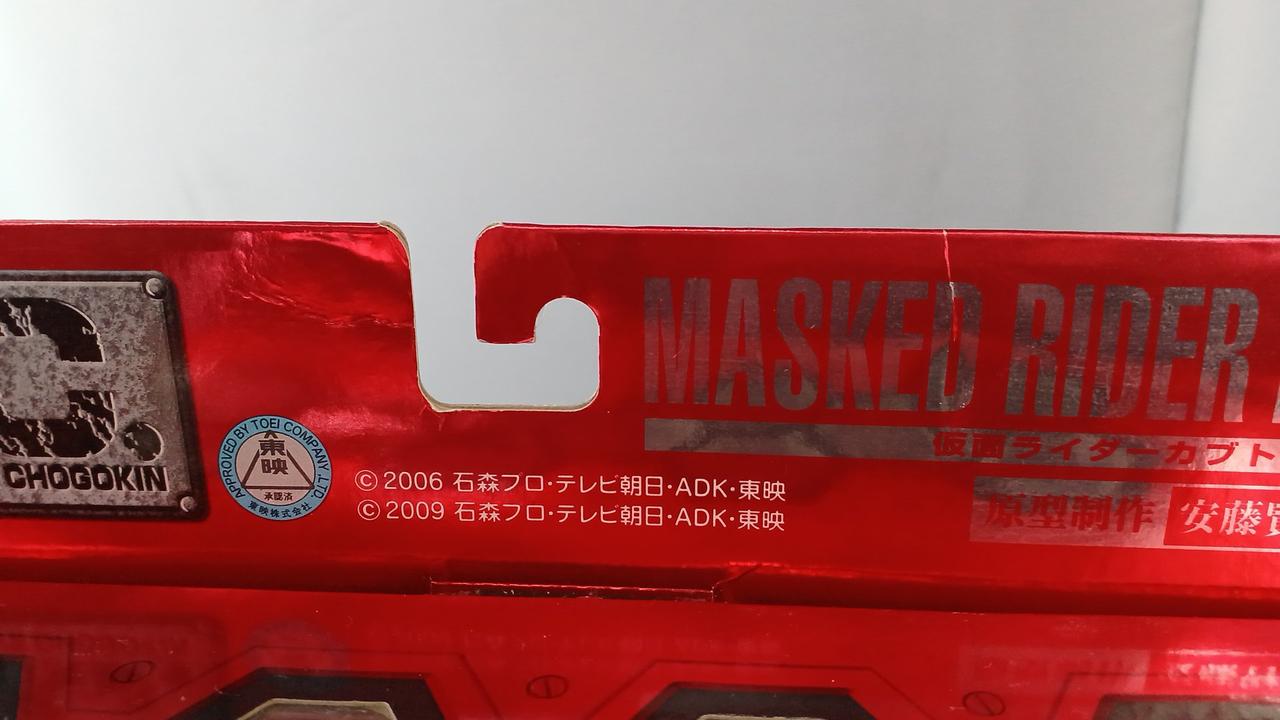 CHOGOKIN
APPROVED BY TOEI COMPANY, LTD.
東映
承認済
東映株式会社
© 2006 石森プロ・テレビ朝日・ADK・東映
© 2009 石森プロ・テレビ朝日・ADK・東映
MASKED RIDER
仮面ライダーカブト
原型制作 安藤賢